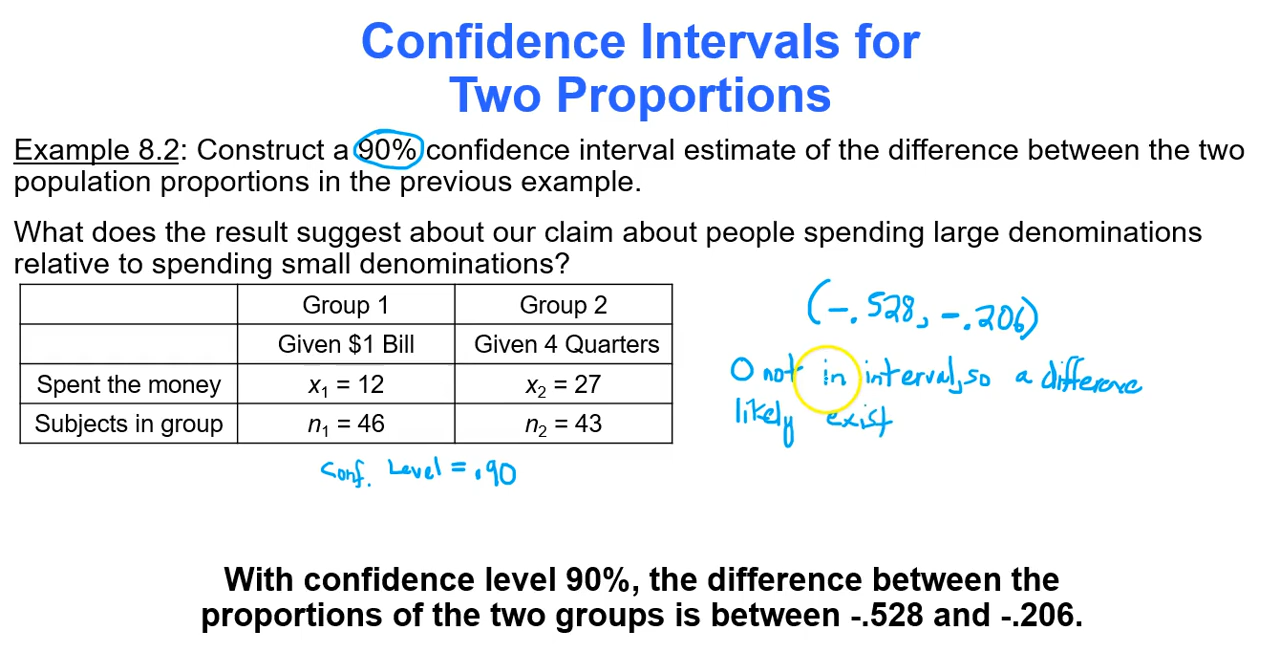 Confidence Intervals for
Two Proportions
Example 8.2: Construct a 90% confidence interval estimate of the difference between the two
population proportions in the previous example.
What does the result suggest about our claim about people spending large denominations
relative to spending small denominations?
Group 1 Group 2
Given $1 Bill Given 4 Quarters
Spent the money x₁ = 12 x₂ = 27
Subjects in group n₁ = 46 n₂ = 43
(-.528, -.206)
0 not in interval, so a difference
likely exist
Conf. Level = .90
With confidence level 90%, the difference between the
proportions of the two groups is between -.528 and -.206.